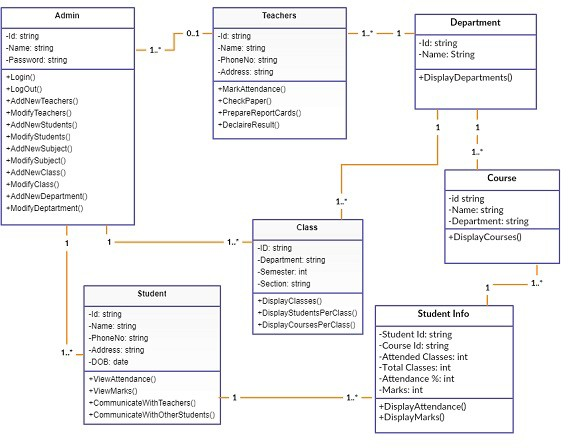 Admin
-Id: string
-Name: string
-Password: string
+Login()
+LogOut()
+AddNewTeachers()
+ModifyTeachers()
+AddNewStudents()
+ModifyStudents()
+AddNewSubject()
+ModifySubject()
+AddNewClass()
+ModifyClass()
+AddNewDepartment()
+ModifyDeptartment()
1..*
0..1
Teachers
-Id: string
-Name: string
-PhoneNo: string
-Address: string
+MarkAttendance()
+CheckPaper()
+PrepareReportCards()
+DeclaireResult()
1..*
1
Department
-Id: string
-Name: String
+DisplayDepartments()
1
1
1..*
1..*
Course
-id string
-Name: string
-Department: string
+DisplayCourses()
1
1
1..*
Class
-ID: string
-Department: string
-Semester: int
-Section: string
+DisplayClasses()
+DisplayStudentsPerClass()
+DisplayCoursesPerClass()
1..*
1
1..*
Student
-Id: string
-Name: string
-PhoneNo: string
-Address: string
-DOB: date
+ViewAttendance()
+ViewMarks()
+CommunicateWithTeachers()
+CommunicateWithOtherStudents()
1
1..*
Student Info
-Student Id: string
-Course Id: string
-Attended Classes: int
-Total Classes: int
-Attendance %: int
-Marks: int
+DisplayAttendance()
+DisplayMarks()